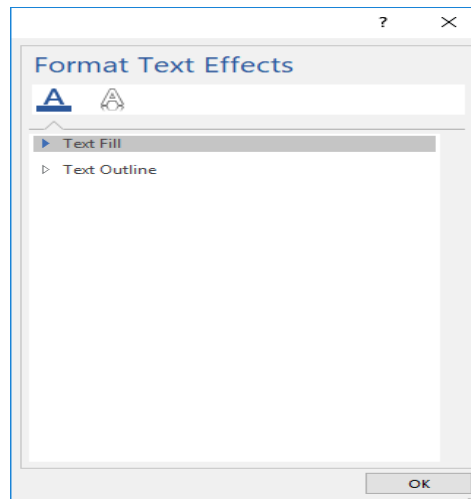 ?
Format Text Effects
A A
Text Fill
Text Outline
OK